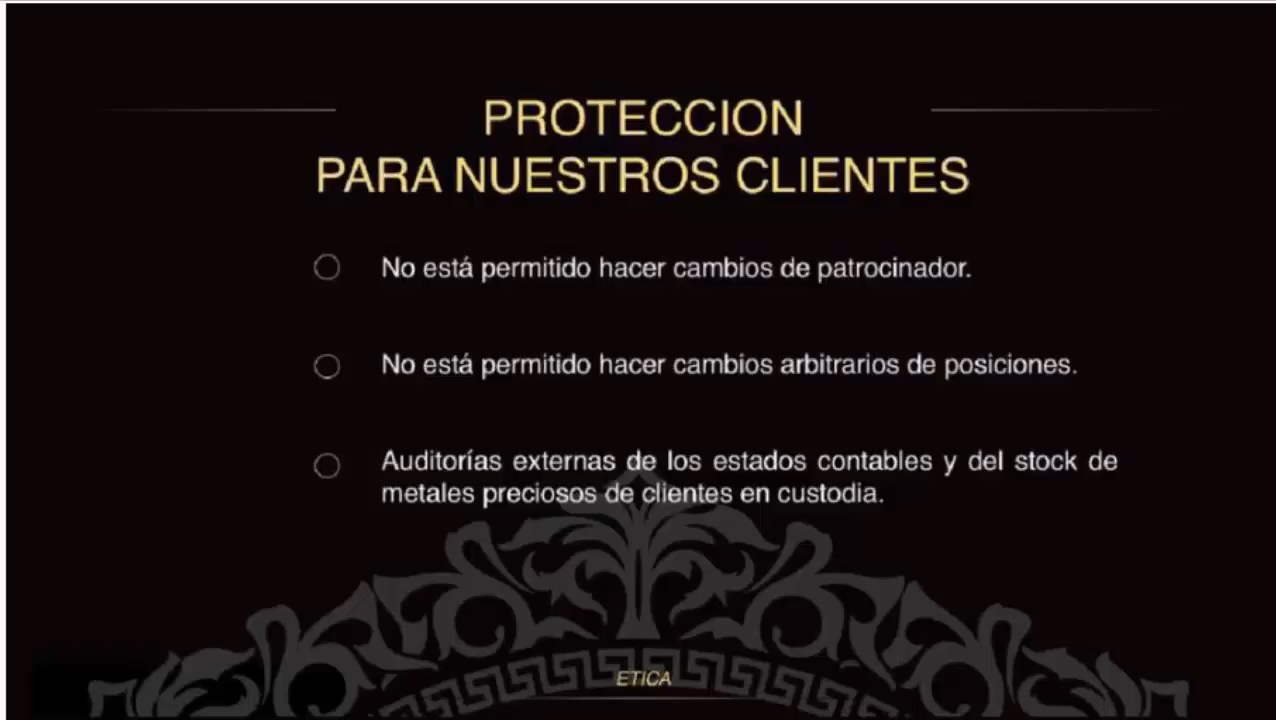 PROTECCION
PARA NUESTROS CLIENTES
No está permitido hacer cambios de patrocinador.
No está permitido hacer cambios arbitrarios de posiciones.
Auditorías externas de los estados contables y del stock de
metales preciosos de clientes en custodia.
ETICA